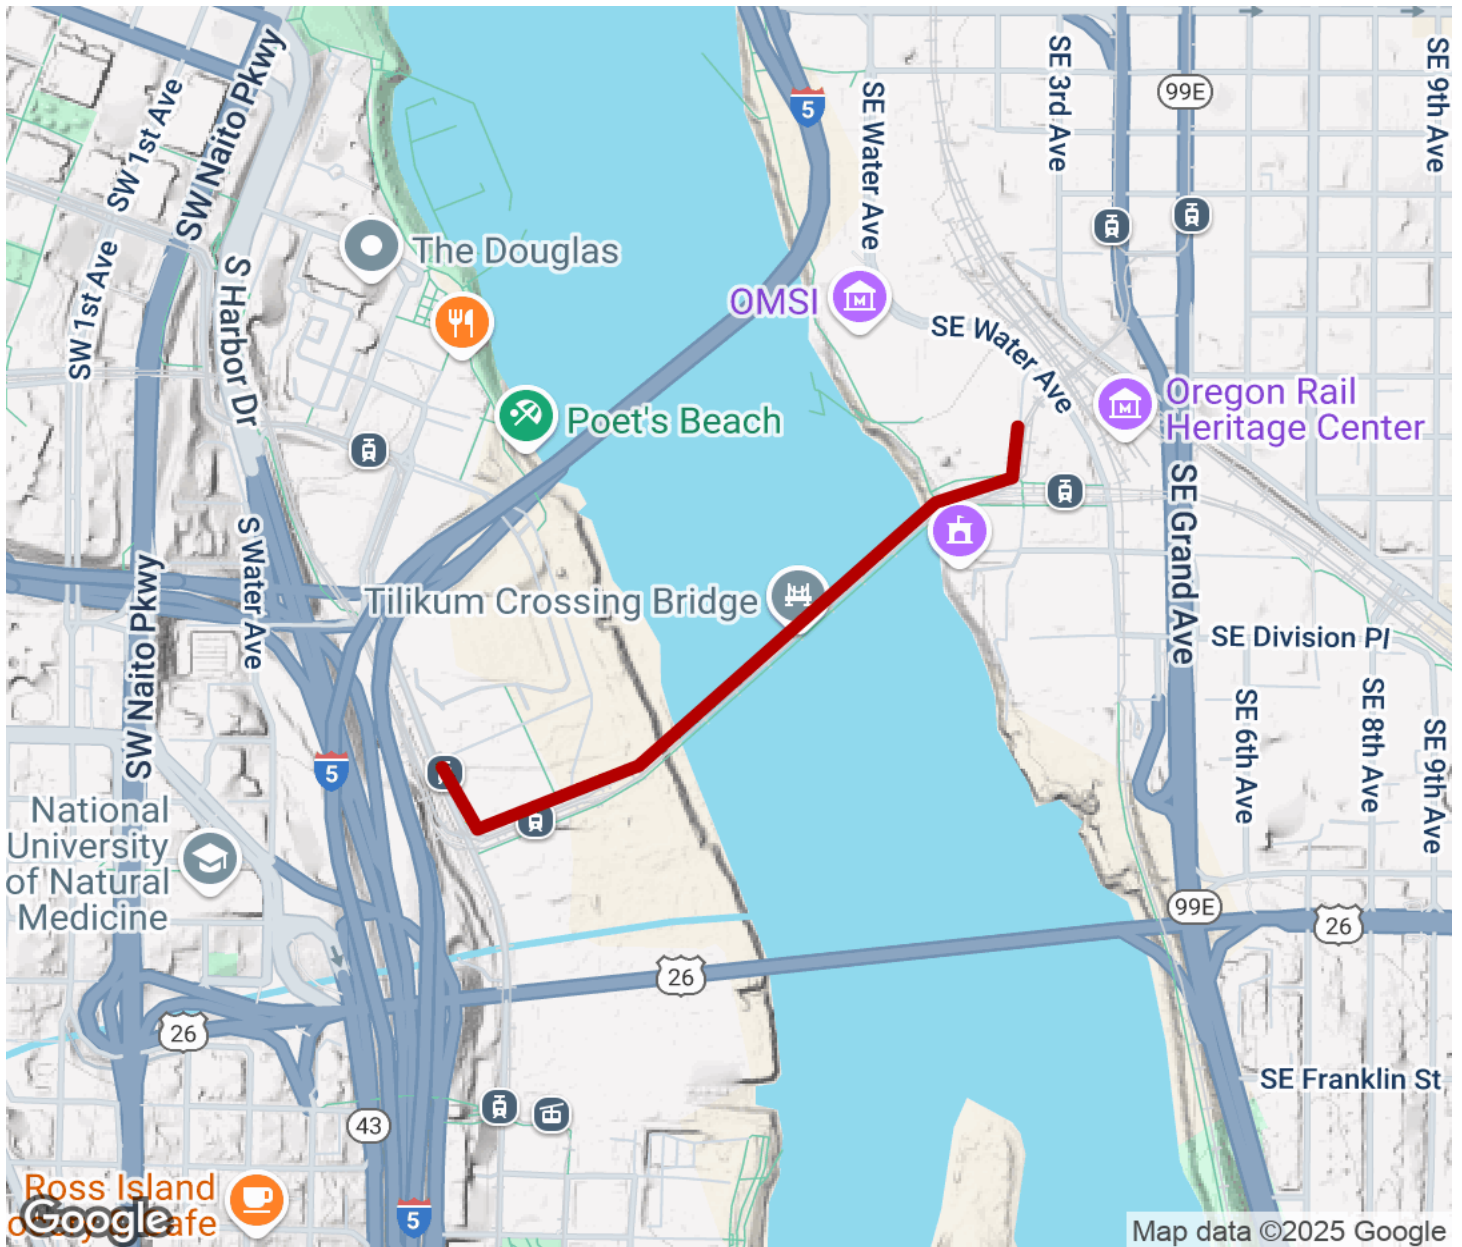 SW Naito Pkwy
SW 1st Ave
SE Water Ave
SE 3rd Ave
99E
SE 9th Ave
5
The Douglas
S Harbor Dr
SW 1st Ave
OMSI
SE Water Ave
Oregon Rail
Heritage Center
Poet's Beach
SE Grand Ave
S Water Ave
SW Naito Pkwy
Tilikum Crossing Bridge
SE Division Pl
SE 6th Ave
SE 8th Ave
SE 9th Ave
5
National
University
of Natural
Medicine
99E
26
26
26
SE Franklin St
43
Ross Island
5
Google
Map data ©2025 Google